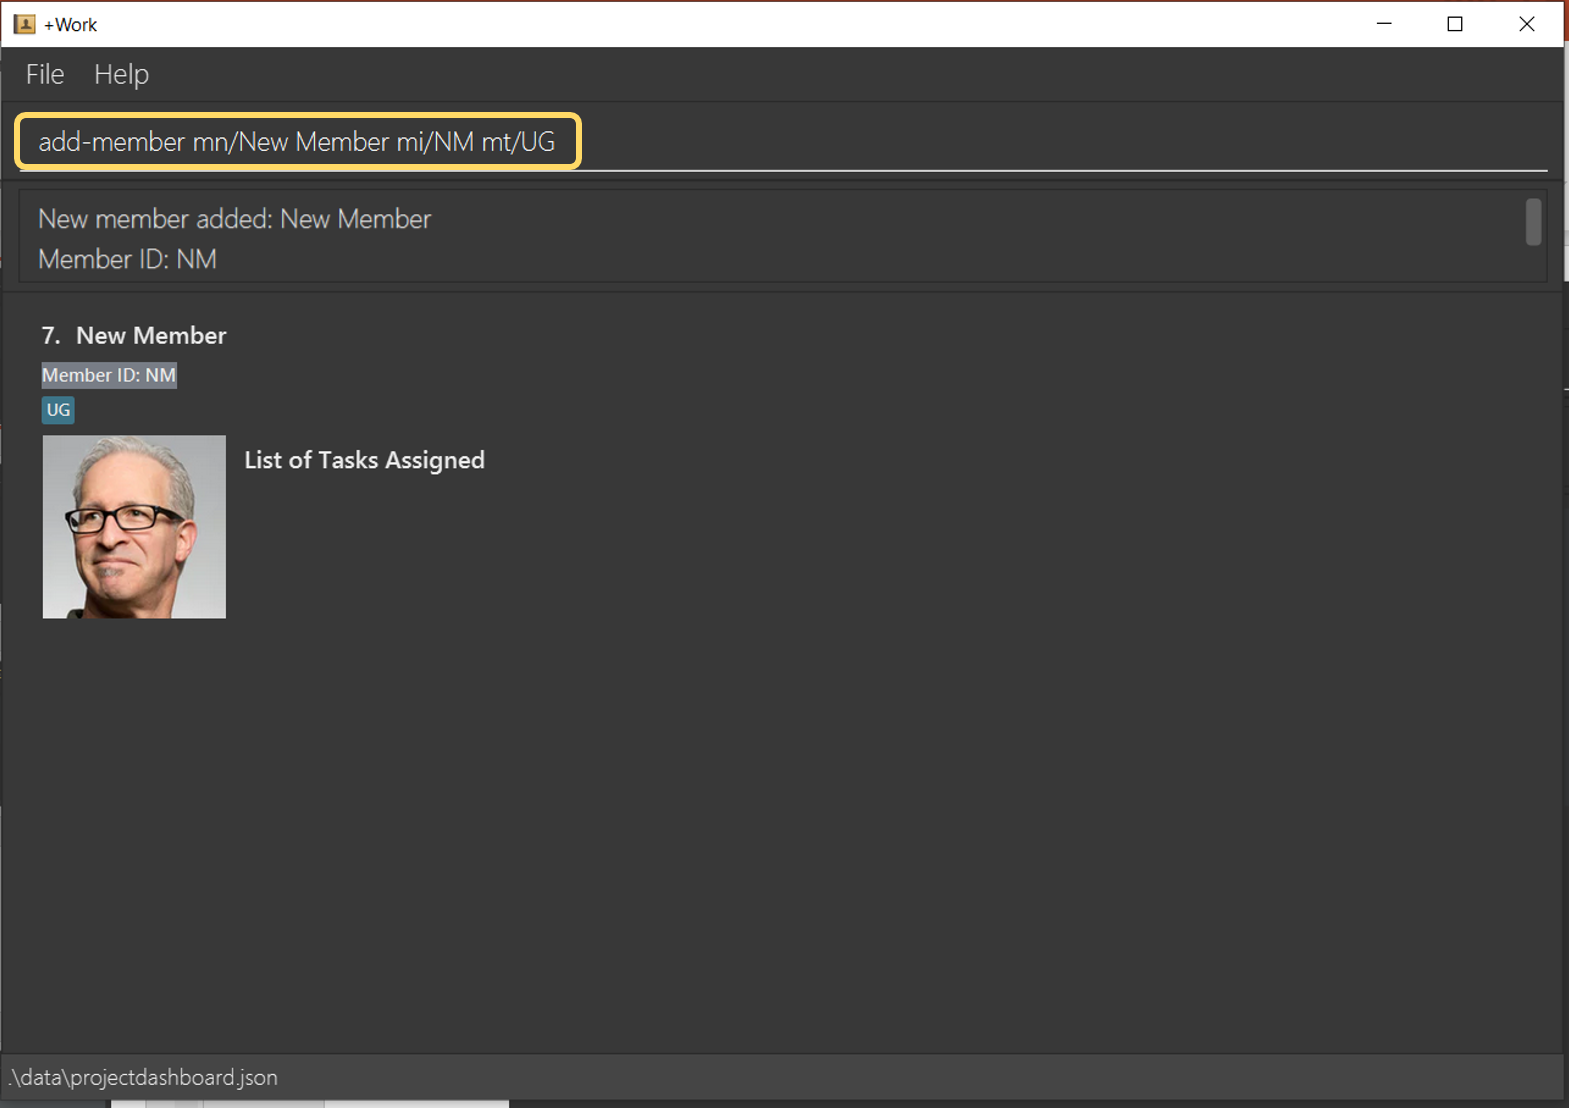 +Work
File Help
add-member mn/New Member mi/NM mt/UG
New member added: New Member
Member ID: NM
7. New Member
Member ID: NM
UG
List of Tasks Assigned
.\data\projectdashboard.json